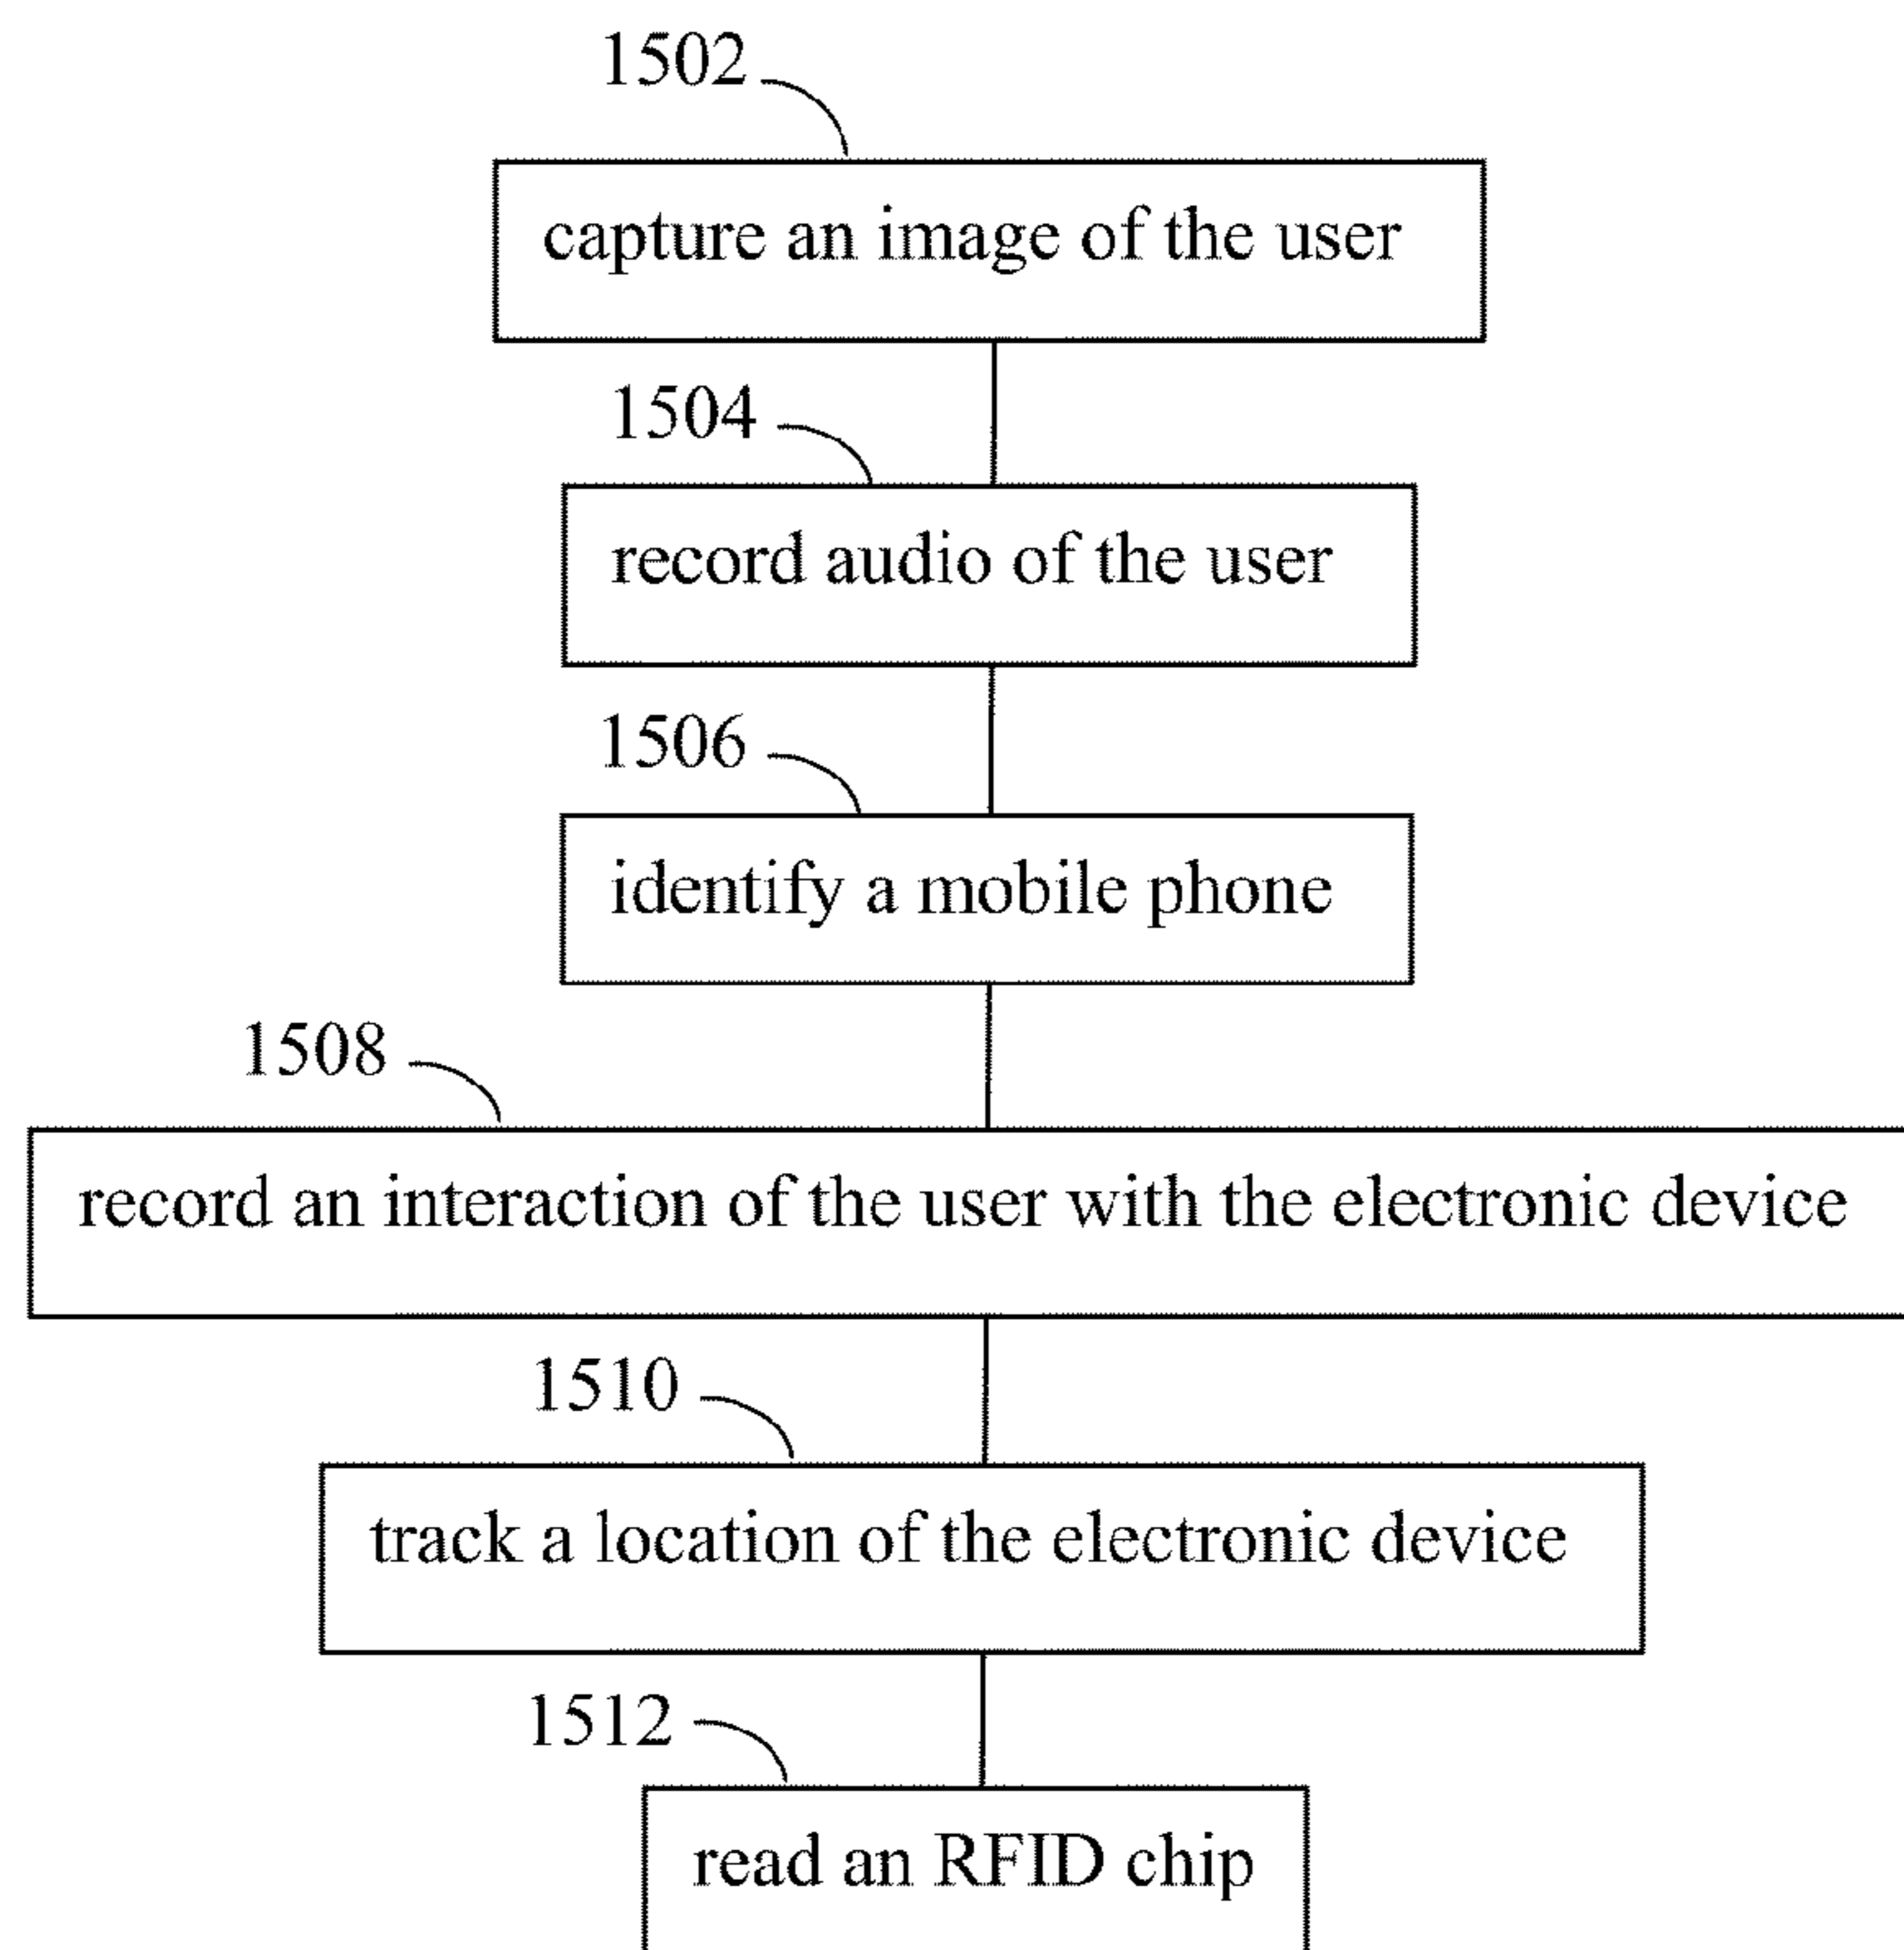 1502
capture an image of the user
1504
record audio of the user
1506
identify a mobile phone
1508
record an interaction of the user with the electronic device
1510
track a location of the electronic device
1512
read an RFID chip